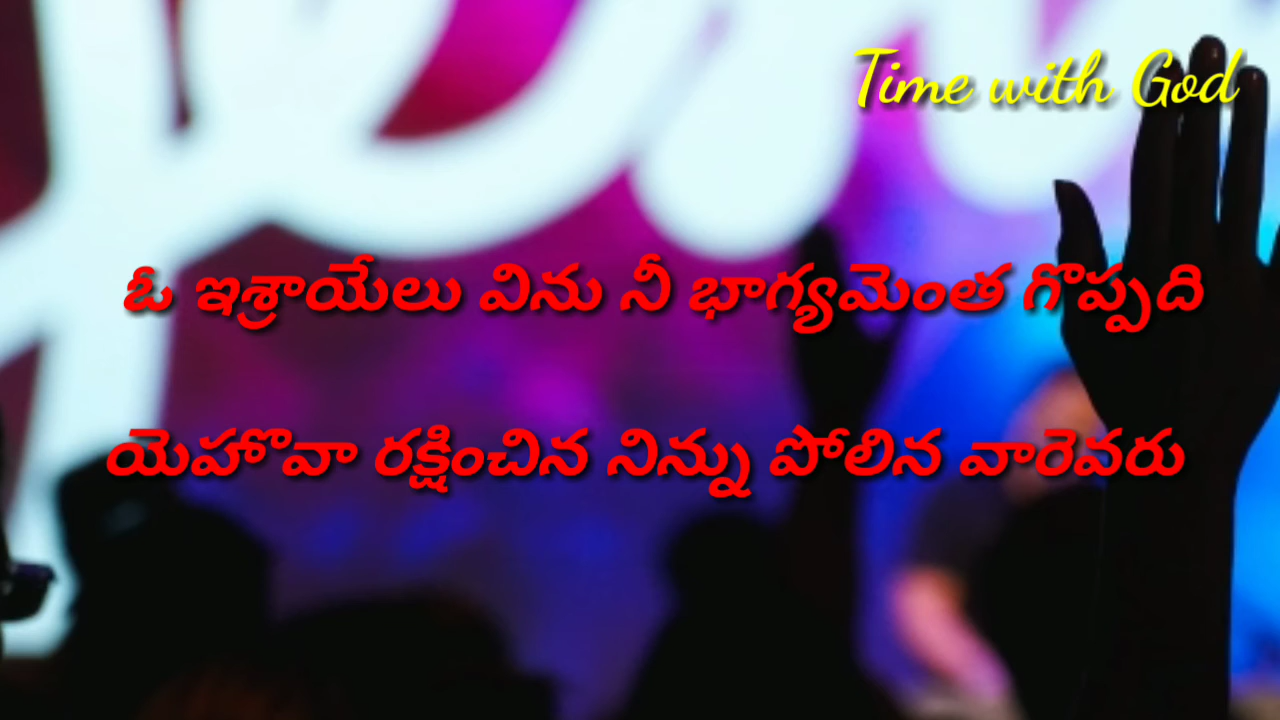 Time with God
ఓ ఇశ్రాయేలు విను నీ భాగ్యమెంత గొప్పది
యెహొవా రక్షించిన నిన్ను పోలిన వారెవరు